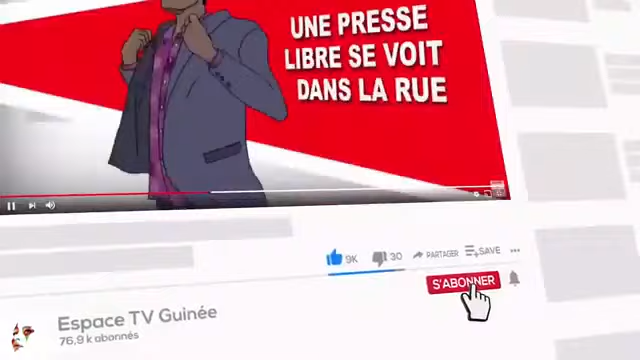 UNE PRESSE
LIBRE SE VOIT
DANS LA RUE
9K
30
PARTAGER
SAVE
S'ABONNER
Espace TV Guinée
76,9 k abonnés